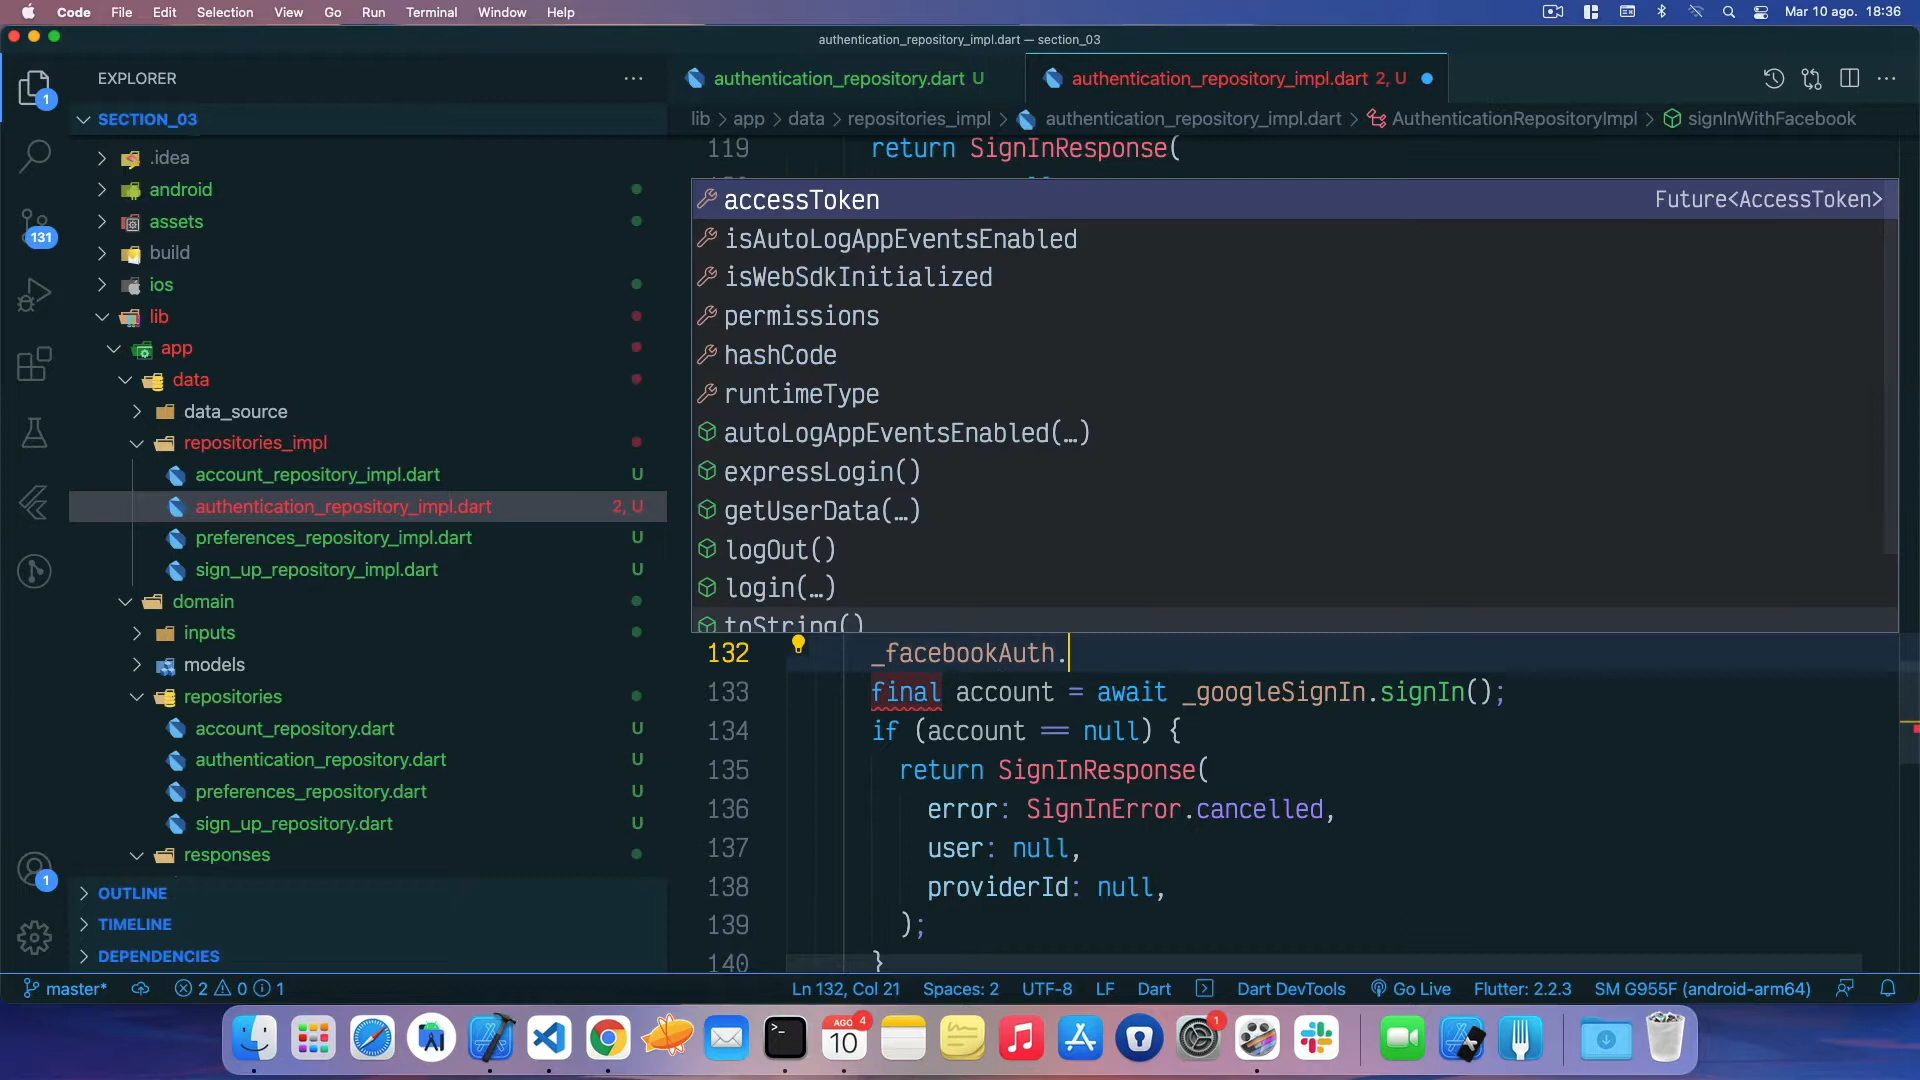 Code File Edit Selection View Go Run Terminal Window Help
Mar 10 ago. 18:36
authentication_repository_impl.dart — section_03
EXPLORER
SECTION_03
.idea
android
assets
build
ios
lib
app
data
data_source
repositories_impl
account_repository_impl.dart U
authentication_repository_impl.dart 2, U
preferences_repository_impl.dart U
sign_up_repository_impl.dart U
domain
inputs
models
repositories
account_repository.dart U
authentication_repository.dart U
preferences_repository.dart U
sign_up_repository.dart U
responses
OUTLINE
TIMELINE
DEPENDENCIES
1
131
1
authentication_repository.dart U
authentication_repository_impl.dart 2, U
lib > app > data > repositories_impl > authentication_repository_impl.dart > AuthenticationRepositoryImpl > signInWithFacebook
119 return SignInResponse(
accessToken Future<AccessToken>
isAutoLogAppEventsEnabled
isWebSdkInitialized
permissions
hashCode
runtimeType
autoLogAppEventsEnabled(…)
expressLogin()
getUserData(…)
logOut()
login(…)
toString()
132 _facebookAuth.
133 final account = await _googleSignIn.signIn();
134 if (account == null) {
135 return SignInResponse(
136 error: SignInError.cancelled,
137 user: null,
138 providerId: null,
139 );
140 }
master* 2 0 1
Ln 132, Col 21 Spaces: 2 UTF-8 LF Dart Dart DevTools Go Live Flutter: 2.2.3 SM G955F (android-arm64)
AGO 4
10
1